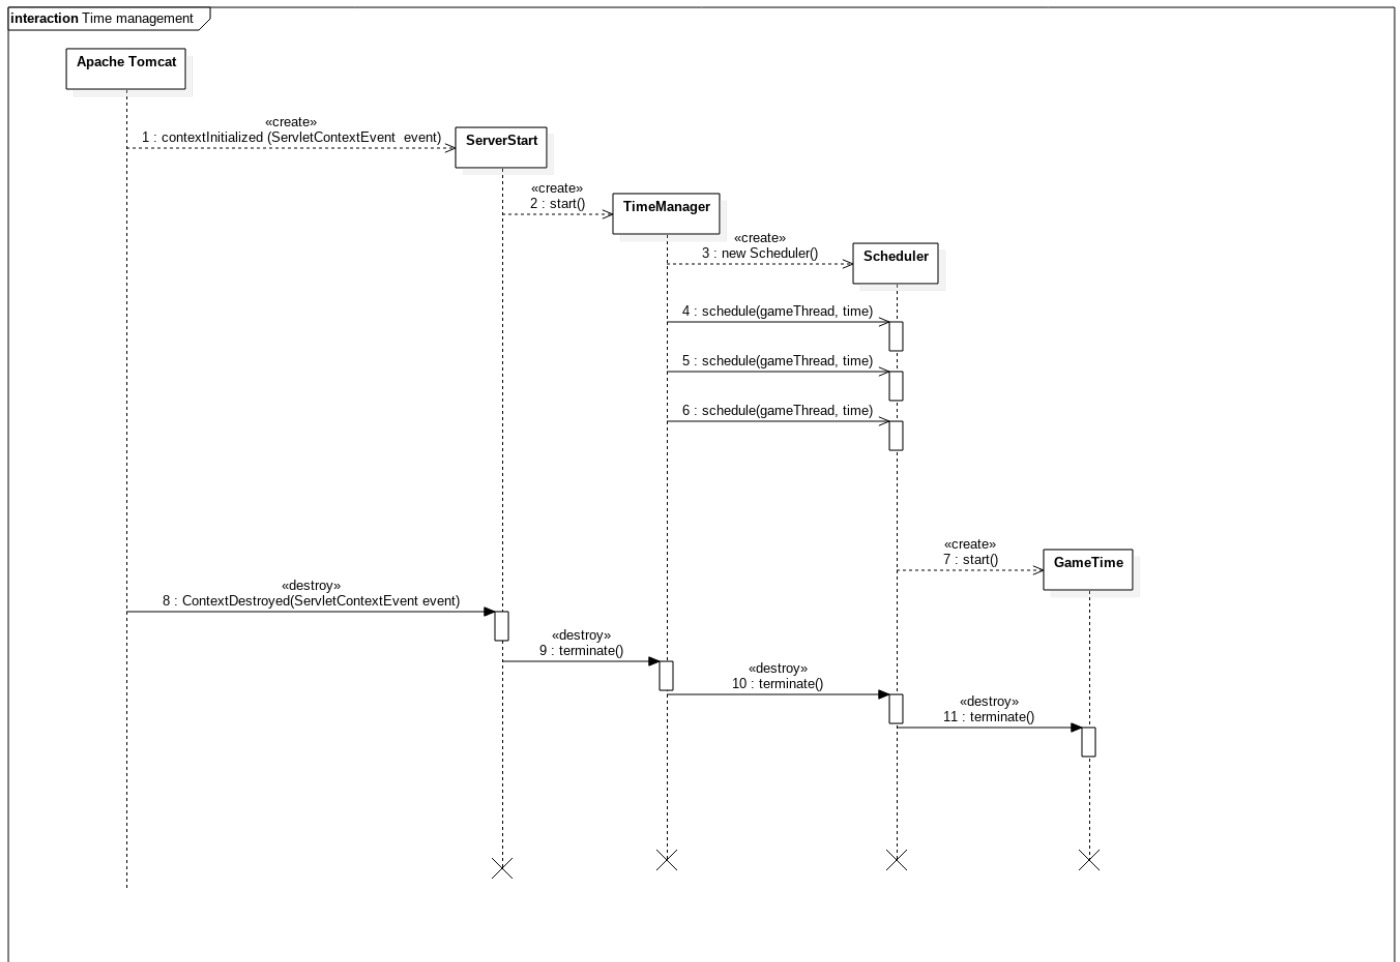 interaction Time management
Apache Tomcat
«create»
1 : contextInitialized (ServletContextEvent event)
ServerStart
«create»
2 : start()
TimeManager
«create»
3 : new Scheduler()
Scheduler
4 : schedule(gameThread, time)
5 : schedule(gameThread, time)
6 : schedule(gameThread, time)
«create»
7 : start()
GameTime
«destroy»
8 : ContextDestroyed(ServletContextEvent event)
«destroy»
9 : terminate()
«destroy»
10 : terminate()
«destroy»
11 : terminate()